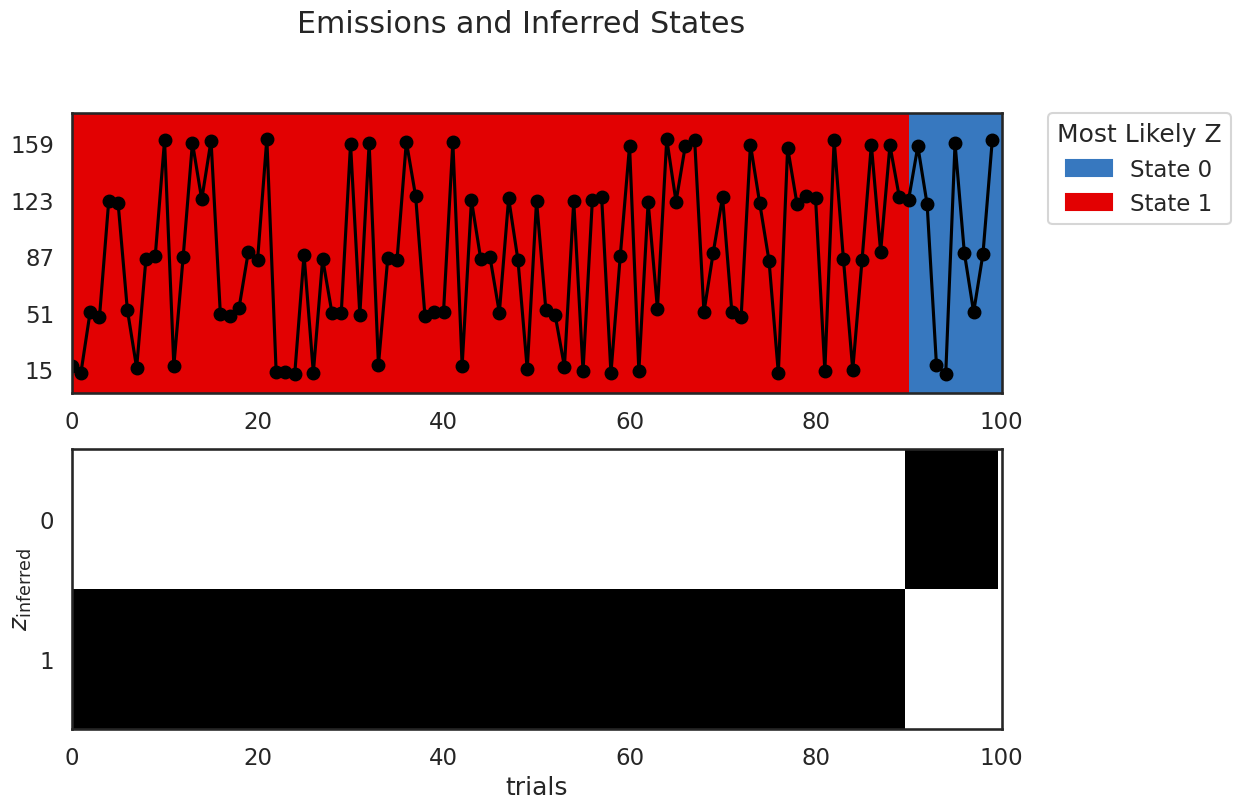 Emissions and Inferred States
159
123
87
51
15
0 20 40 60 80 100
Most Likely Z
State 0
State 1
0
1
z_inferred
0 20 40 60 80 100
trials